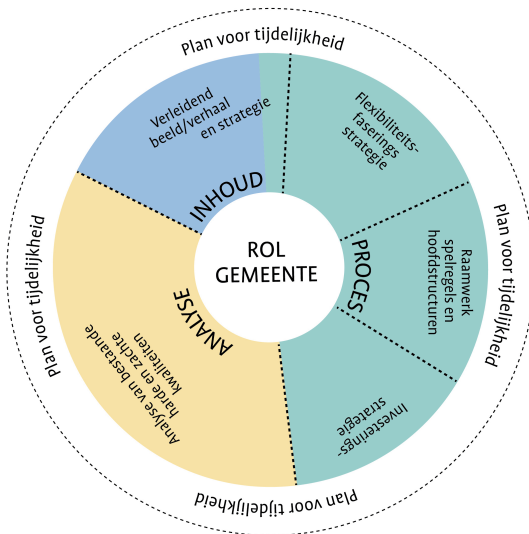 Plan voor tijdelijkheid
Verleidend
beeld/verhaal
en strategie
Flexibiliteits-
faserings
strategie
INHOUD
ROL
GEMEENTE
PROCES
ANALYSE
Raamwerk
spelregels en
hoofdstructuren
Plan voor tijdelijkheid
Plan voor tijdelijkheid
Analyse van bestaande
harde en zachte
kwaliteiten
Investerings-
strategie
Plan voor tijdelijkheid